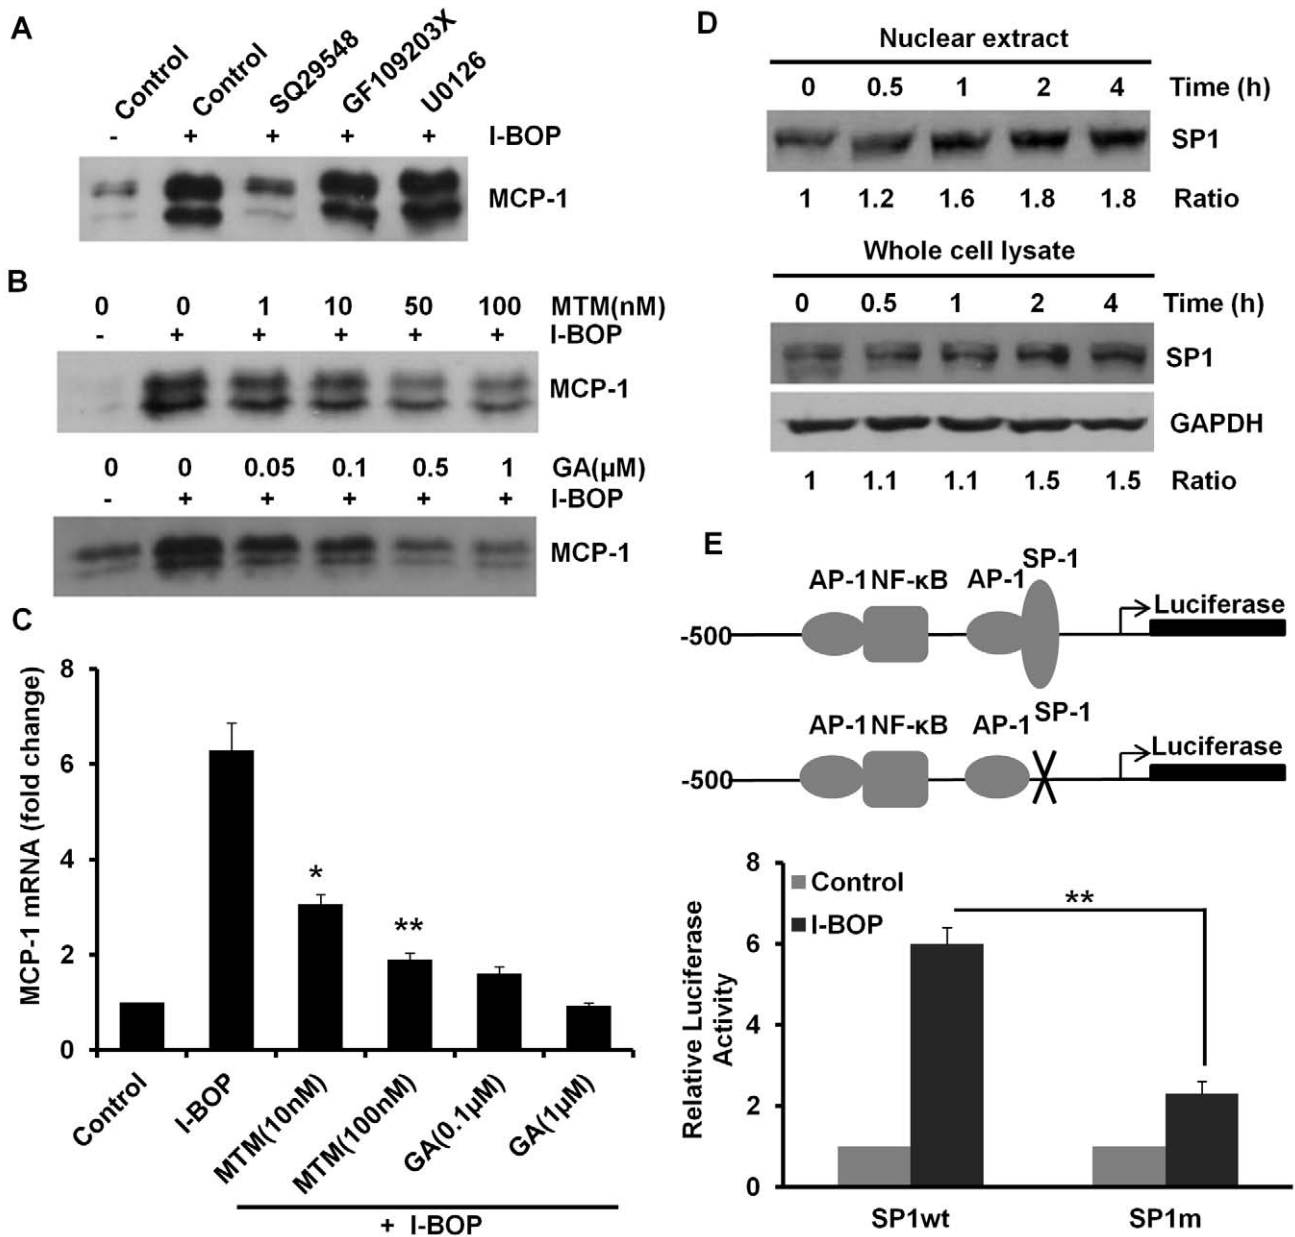 A
Control Control SQ29548 GF109203X U0126
- + + + + I-BOP
MCP-1
B
0 0 1 10 50 100 MTM(nM)
- + + + + + I-BOP
MCP-1
0 0 0.05 0.1 0.5 1 GA(μM)
- + + + + + I-BOP
MCP-1
C
MCP-1 mRNA (fold change)
8
6
4
2
0
*
**
Control I-BOP MTM(10nM) MTM(100nM) GA(0.1μM) GA(1μM)
+ I-BOP
D
Nuclear extract
0 0.5 1 2 4 Time (h)
SP1
1 1.2 1.6 1.8 1.8 Ratio
Whole cell lysate
0 0.5 1 2 4 Time (h)
SP1
GAPDH
1 1.1 1.1 1.5 1.5 Ratio
E
AP-1 NF-κB AP-1 SP-1
-500 Luciferase
AP-1 NF-κB AP-1 SP-1
-500 Luciferase
Relative Luciferase
Activity
8
6
4
2
0
Control
I-BOP
**
SP1wt SP1m